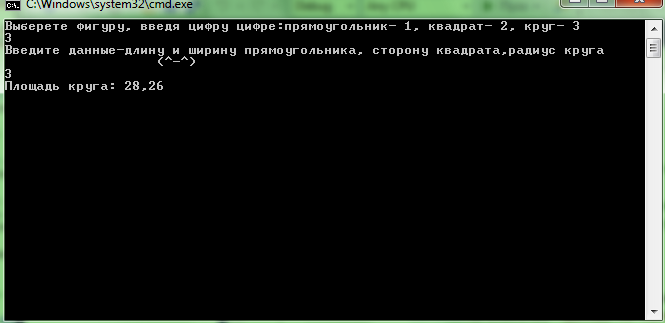 C:\Windows\system32\cmd.exe
Выберете фигуру, введя цифру цифре:прямоугольник- 1, квадрат- 2, круг- 3
3
Введите данные-длину и ширину прямоугольника, сторону квадрата,радиус круга
(^-^)
3
Площадь круга: 28,26